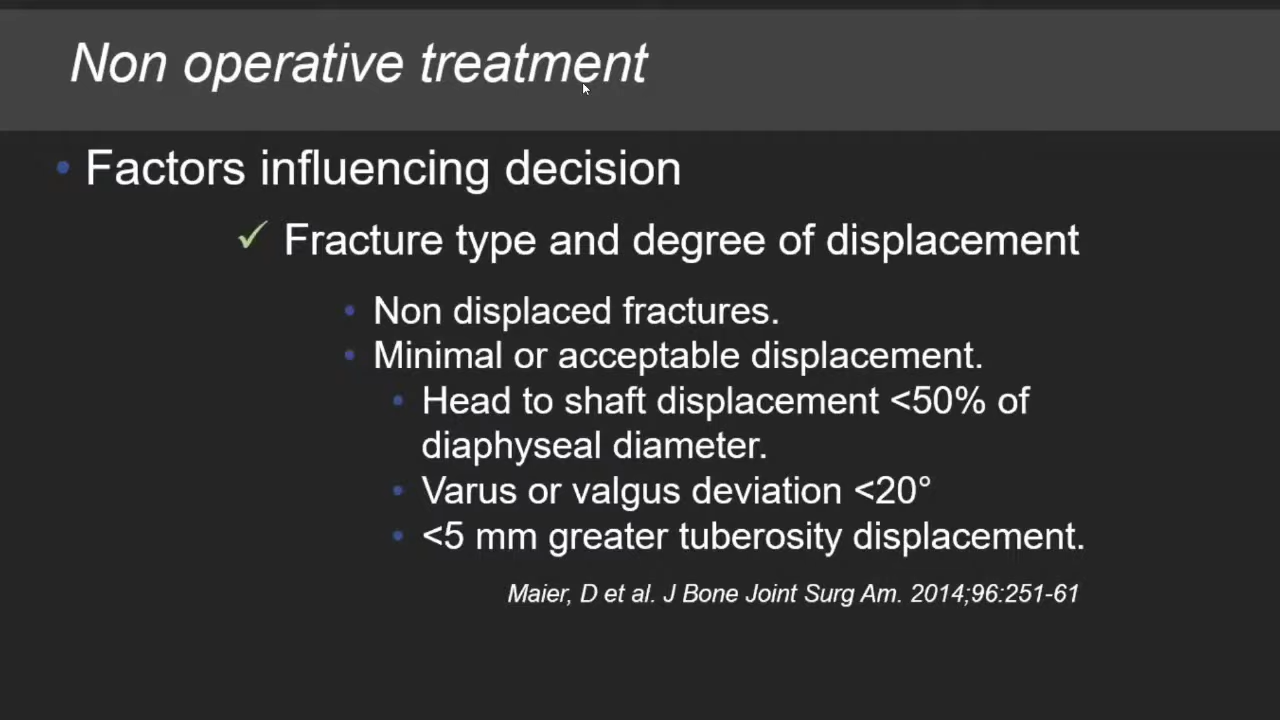 Non operative treatment
• Factors influencing decision
✓ Fracture type and degree of displacement
• Non displaced fractures.
• Minimal or acceptable displacement.
• Head to shaft displacement <50% of
diaphyseal diameter.
• Varus or valgus deviation <20°
• <5 mm greater tuberosity displacement.
Maier, D et al. J Bone Joint Surg Am. 2014;96:251-61